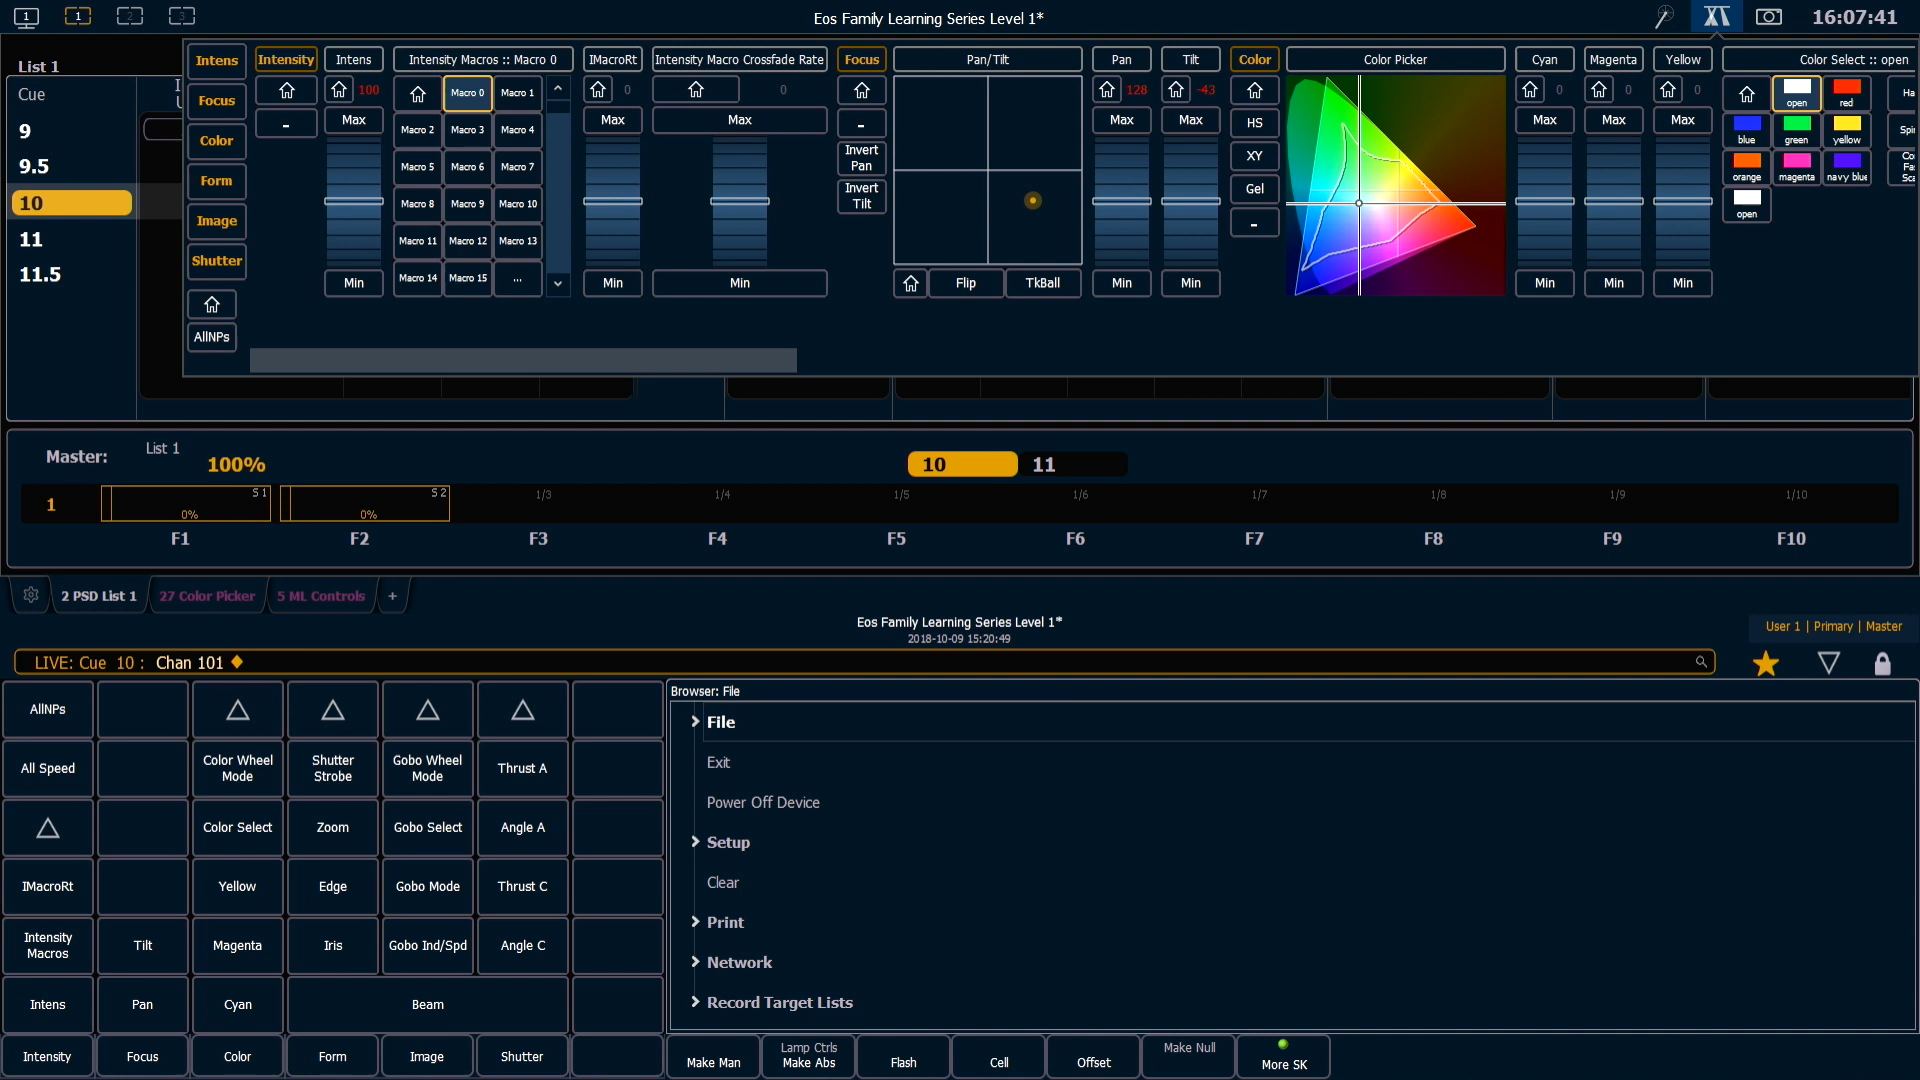 1
1
2
3
Eos Family Learning Series Level 1*
16:07:41
List 1
Cue
9
9.5
10
11
11.5
Intens
Focus
Color
Form
Image
Shutter
AllNPs
Intensity
-
Intens
100
Max
Min
Intensity Macros :: Macro 0
Macro 0
Macro 1
Macro 2
Macro 3
Macro 4
Macro 5
Macro 6
Macro 7
Macro 8
Macro 9
Macro 10
Macro 11
Macro 12
Macro 13
Macro 14
Macro 15
...
IMacroRt
0
Max
Min
Intensity Macro Crossfade Rate
0
Max
Min
Focus
-
Invert
Pan
Invert
Tilt
Pan/Tilt
Flip
TkBall
Pan
128
Max
Min
Tilt
-43
Max
Min
Color
HS
XY
Gel
-
Color Picker
Cyan
0
Max
Min
Magenta
0
Max
Min
Yellow
0
Max
Min
Color Select :: open
open
red
blue
green
yellow
orange
magenta
navy blue
open
Master:
List 1
100%
10
11
1
S 1
0%
S 2
0%
1/3
1/4
1/5
1/6
1/7
1/8
1/9
1/10
F1
F2
F3
F4
F5
F6
F7
F8
F9
F10
2 PSD List 1
27 Color Picker
5 ML Controls
+
Eos Family Learning Series Level 1*
2018-10-09 15:20:49
User 1 | Primary | Master
LIVE: Cue 10 : Chan 101
AllNPs
All Speed
Color Wheel
Mode
Shutter
Strobe
Gobo Wheel
Mode
Thrust A
Color Select
Zoom
Gobo Select
Angle A
IMacroRt
Yellow
Edge
Gobo Mode
Thrust C
Intensity
Macros
Tilt
Magenta
Iris
Gobo Ind/Spd
Angle C
Intens
Pan
Cyan
Beam
Intensity
Focus
Color
Form
Image
Shutter
Browser: File
File
Exit
Power Off Device
Setup
Clear
Print
Network
Record Target Lists
Make Man
Lamp Ctrls
Make Abs
Flash
Cell
Offset
Make Null
More SK